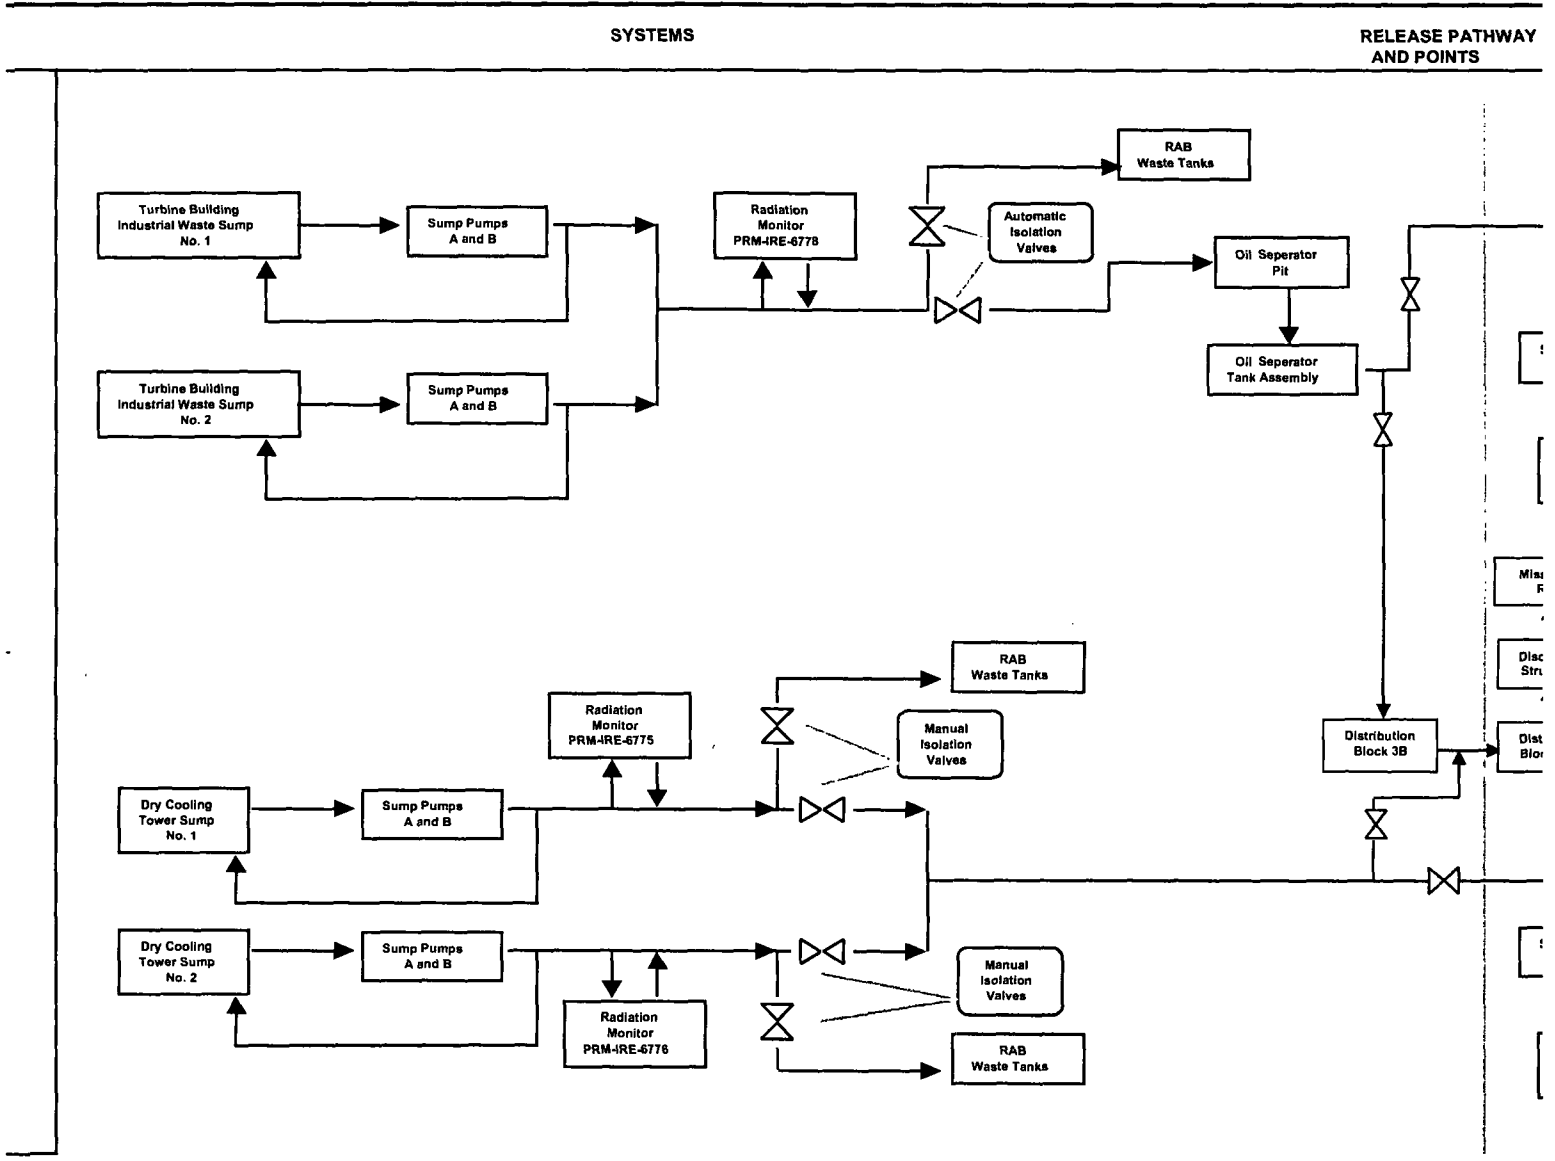 SYSTEMS
RELEASE PATHWAY
AND POINTS
RAB
Waste Tanks
Turbine Building
Industrial Waste Sump
No. 1
Sump Pumps
A and B
Radiation
Monitor
PRM-IRE-6778
Automatic
Isolation
Valves
Oil Seperator
Pit
Oil Seperator
Tank Assembly
Turbine Building
Industrial Waste Sump
No. 2
Sump Pumps
A and B
RAB
Waste Tanks
Radiation
Monitor
PRM-IRE-6775
Manual
Isolation
Valves
Distribution
Block 3B
Dry Cooling
Tower Sump
No. 1
Sump Pumps
A and B
Dry Cooling
Tower Sump
No. 2
Sump Pumps
A and B
Manual
Isolation
Valves
Radiation
Monitor
PRM-IRE-6776
RAB
Waste Tanks